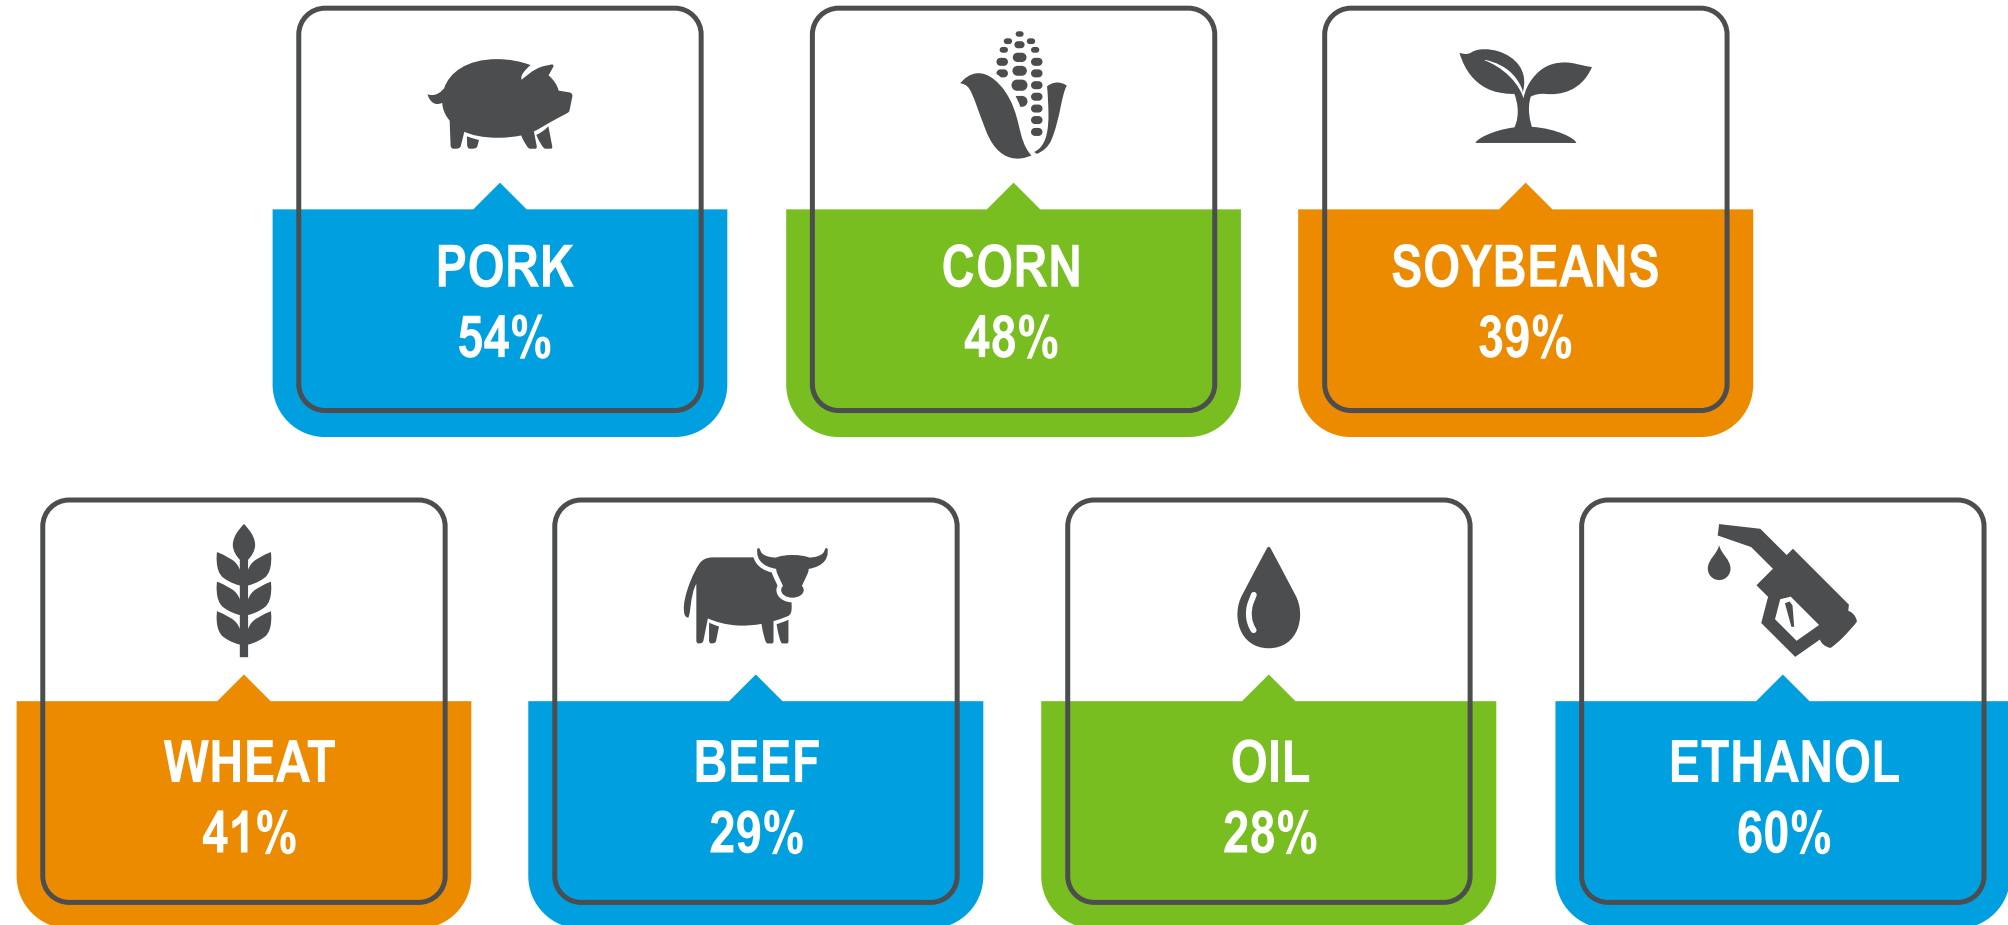 PORK
54%
CORN
48%
SOYBEANS
39%
WHEAT
41%
BEEF
29%
OIL
28%
ETHANOL
60%